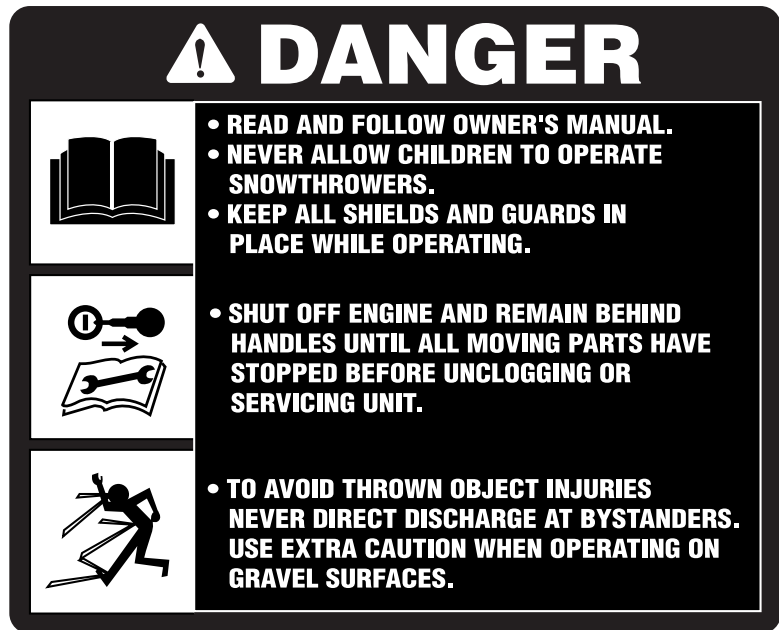 DANGER
• READ AND FOLLOW OWNER'S MANUAL.
• NEVER ALLOW CHILDREN TO OPERATE
SNOWTHROWERS.
• KEEP ALL SHIELDS AND GUARDS IN
PLACE WHILE OPERATING.
• SHUT OFF ENGINE AND REMAIN BEHIND
HANDLES UNTIL ALL MOVING PARTS HAVE
STOPPED BEFORE UNCLOGGING OR
SERVICING UNIT.
• TO AVOID THROWN OBJECT INJURIES
NEVER DIRECT DISCHARGE AT BYSTANDERS.
USE EXTRA CAUTION WHEN OPERATING ON
GRAVEL SURFACES.